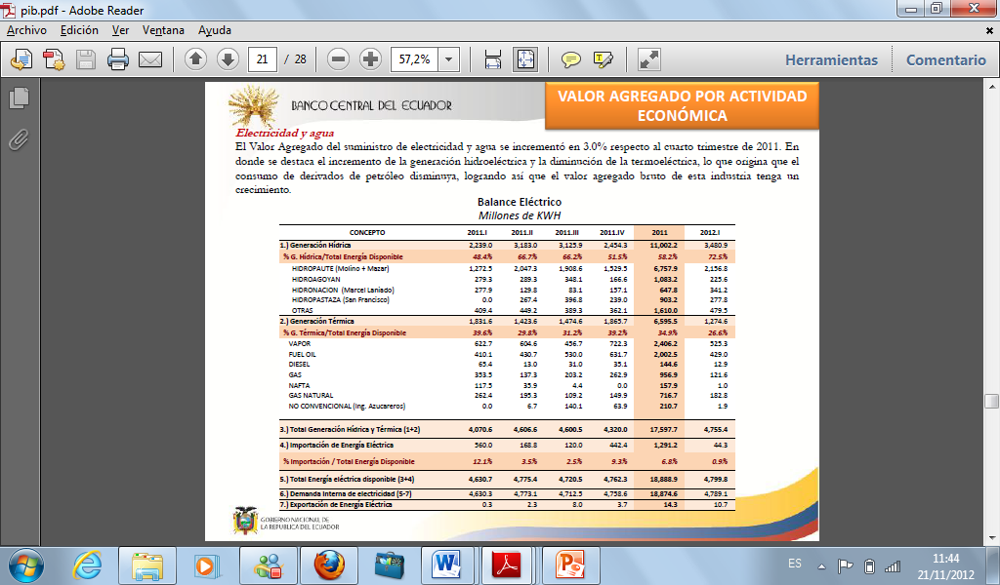 pib.pdf - Adobe Reader
Archivo Edición Ver Ventana Ayuda
21 / 28 57,2% Herramientas Comentario
BANCO CENTRAL DEL ECUADOR
VALOR AGREGADO POR ACTIVIDAD
ECONÓMICA
Electricidad y agua
El Valor Agregado del suministro de electricidad y agua se incrementó en 3.0% respecto al cuarto trimestre de 2011. En
donde se destaca el incremento de la generación hidroeléctrica y la diminución de la termoeléctrica, lo que origina que el
consumo de derivados de petróleo disminuya, logrando así que el valor agregado bruto de esta industria tenga un
crecimiento.
Balance Eléctrico
Millones de KWH
CONCEPTO 2011.I 2011.II 2011.III 2011.IV 2011 2012.I
1.) Generación Hídrica 2,239.0 3,183.0 3,125.9 2,454.3 11,002.2 3,480.9
% G. Hídrica/Total Energía Disponible 48.4% 66.7% 66.2% 51.5% 58.2% 72.5%
HIDROPAUTE (Molino + Mazar) 1,272.5 2,047.3 1,908.6 1,529.5 6,757.9 2,156.8
HIDROAGOYAN 279.3 289.3 348.1 166.6 1,083.2 225.6
HIDRONACION (Marcel Laniado) 277.9 129.8 83.1 157.1 647.8 341.2
HIDROPASTAZA (San Francisco) 0.0 267.4 396.8 239.0 903.2 277.8
OTRAS 409.4 449.2 389.3 362.1 1,610.0 479.5
2.) Generación Térmica 1,831.6 1,423.6 1,474.6 1,865.7 6,595.5 1,274.6
% G. Térmica/Total Energía Disponible 39.6% 29.8% 31.2% 39.2% 34.9% 26.6%
VAPOR 622.7 604.6 456.7 722.3 2,406.2 525.3
FUEL OIL 410.1 430.7 530.0 631.7 2,002.5 429.0
DIESEL 65.4 13.0 31.0 35.1 144.6 12.9
GAS 353.5 137.3 203.2 262.9 956.9 121.6
NAFTA 117.5 35.9 4.4 0.0 157.9 1.0
GAS NATURAL 262.4 195.3 109.2 149.9 716.7 182.8
NO CONVENCIONAL (Ing. Azucareros) 0.0 6.7 140.1 63.9 210.7 1.9
3.) Total Generación Hídrica y Térmica (1+2) 4,070.6 4,606.6 4,600.5 4,320.0 17,597.7 4,755.4
4.) Importación de Energía Eléctrica 560.0 168.8 120.0 442.4 1,291.2 44.3
% Importación / Total Energía Disponible 12.1% 3.5% 2.5% 9.3% 6.8% 0.9%
5.) Total Energía eléctrica disponible (3+4) 4,630.7 4,775.4 4,720.5 4,762.3 18,888.9 4,799.8
6.) Demanda Interna de electricidad (5-7) 4,630.3 4,773.1 4,712.5 4,758.6 18,874.6 4,789.1
7.) Exportación de Energía Eléctrica 0.3 2.3 8.0 3.7 14.3 10.7
GOBIERNO NACIONAL DE
LA REPUBLICA DEL ECUADOR
ES 11:44
21/11/2012